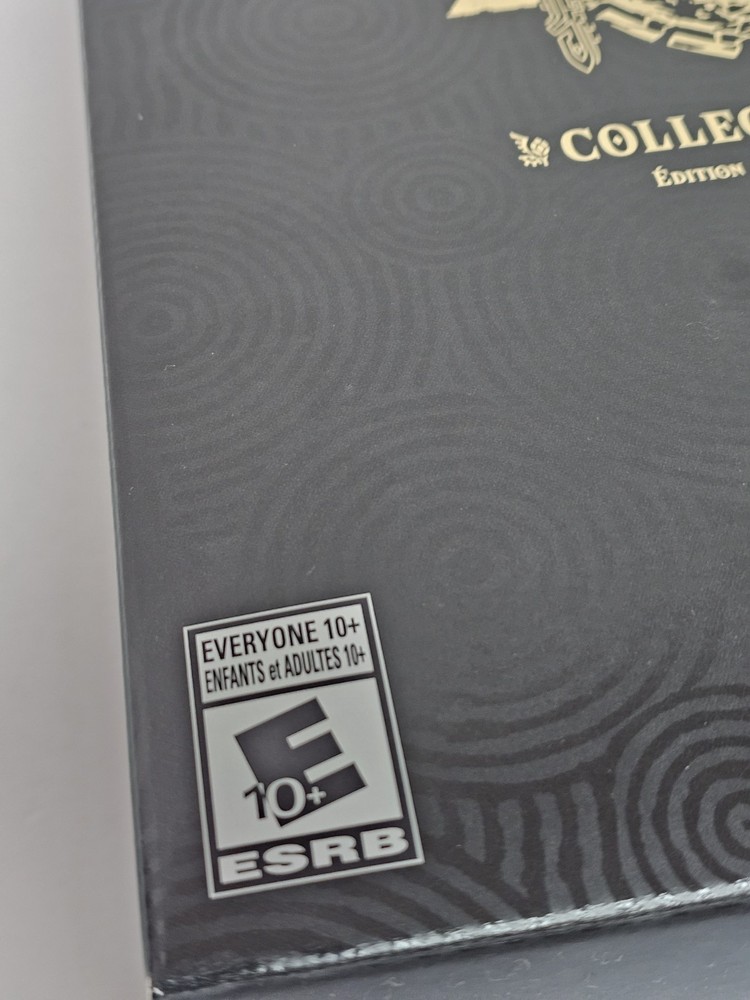 COLLEC
ÉDITION
EVERYONE 10+
ENFANTS et ADULTES 10+
E
10+
ESRB